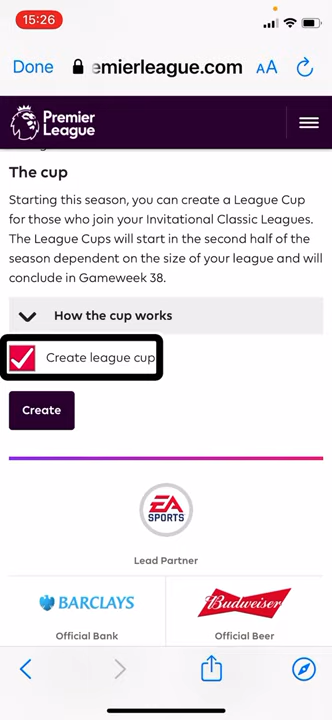 15:26
Done
emierleague.com
AA
Premier
League
The cup
Starting this season, you can create a League Cup
for those who join your Invitational Classic Leagues.
The League Cups will start in the second half of the
season dependent on the size of your league and will
conclude in Gameweek 38.
How the cup works
Create league cup
Create
EA
SPORTS
Lead Partner
BARCLAYS
Budweiser
Official Bank
Official Beer